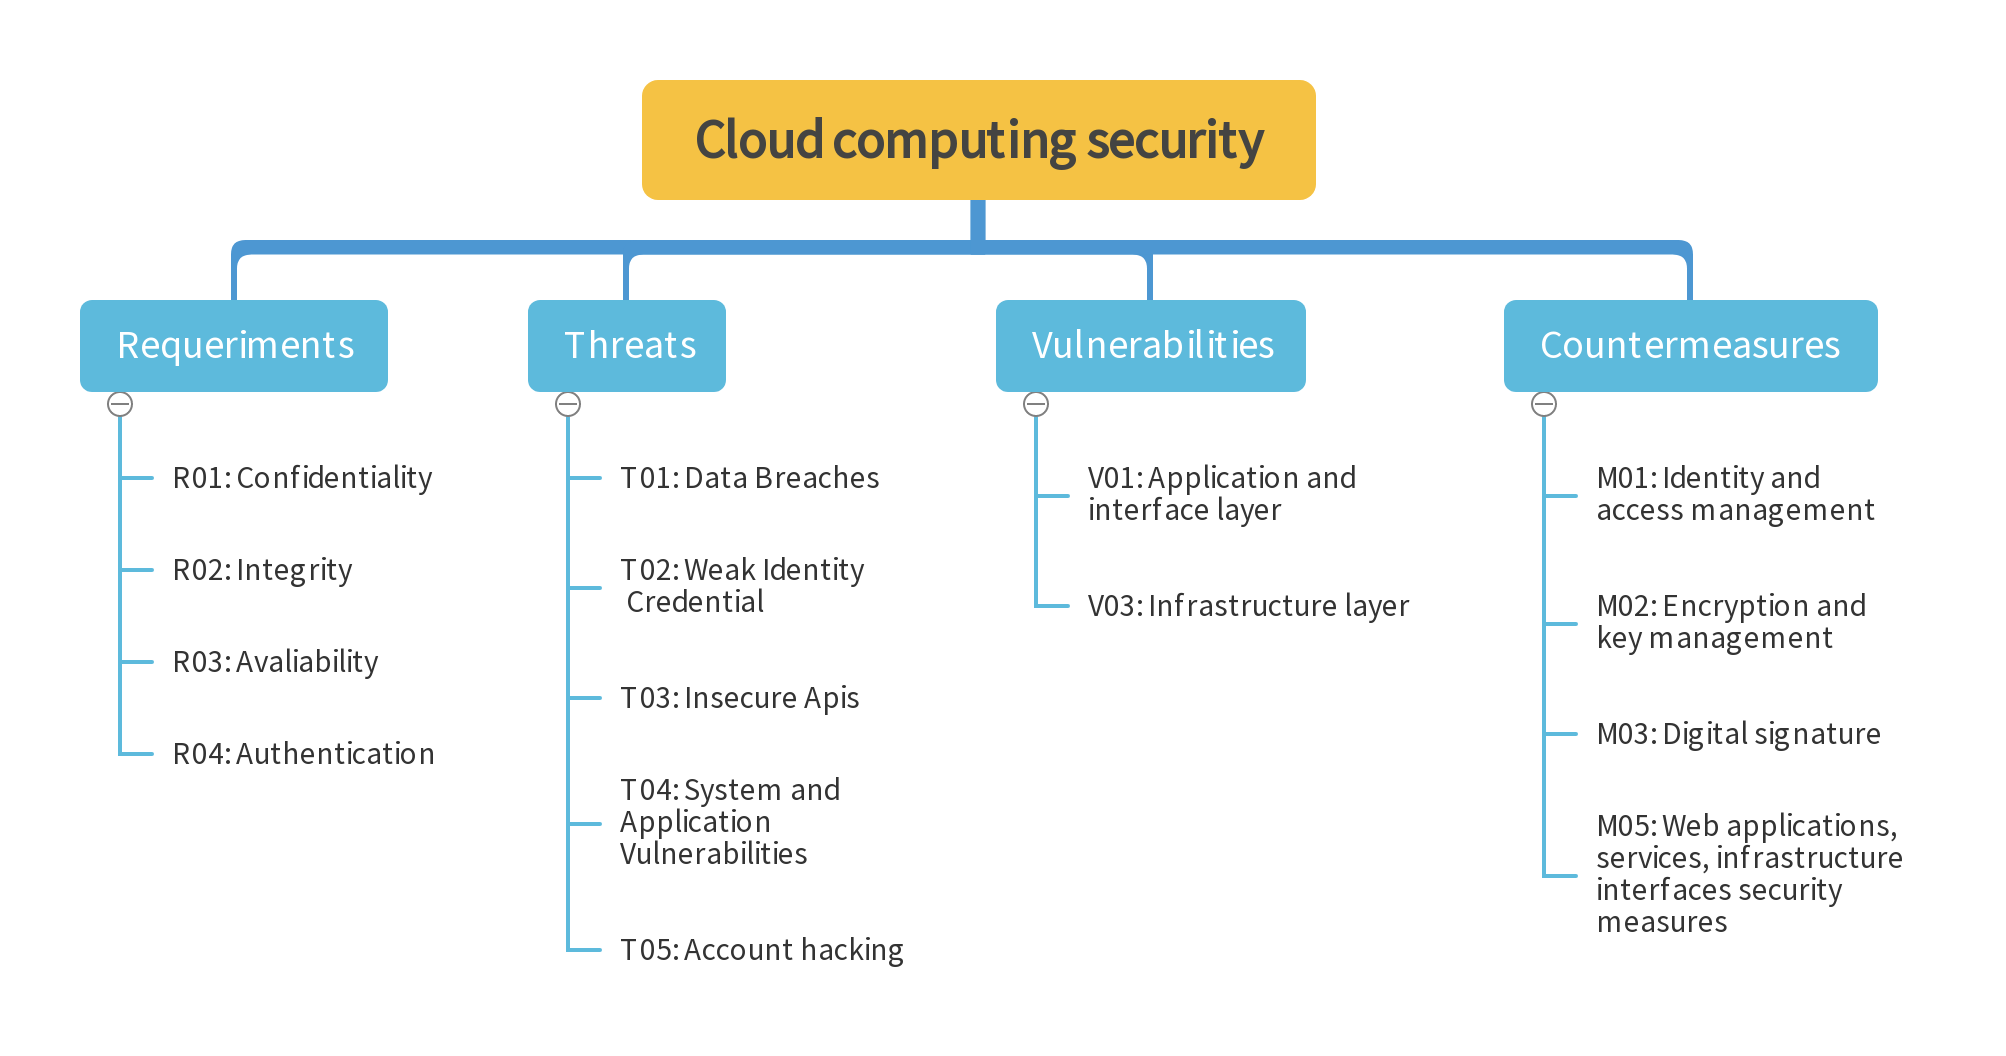 Cloud computing security
Requeriments
Threats
Vulnerabilities
Countermeasures
R01: Confidentiality
R02: Integrity
R03: Avaliability
R04: Authentication
T01: Data Breaches
T02: Weak Identity
Credential
T03: Insecure Apis
T04: System and
Application
Vulnerabilities
T05: Account hacking
V01: Application and
interface layer
V03: Infrastructure layer
M01: Identity and
access management
M02: Encryption and
key management
M03: Digital signature
M05: Web applications,
services, infrastructure
interfaces security
measures